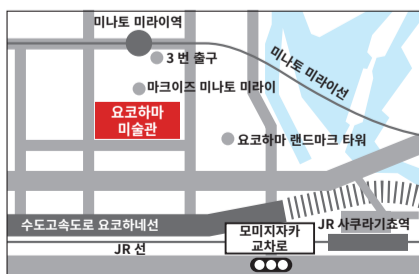 미나토 미라이역
3 번 출구
마크이즈 미나토 미라이
미나토 미라이선
요코하마
미술관
요코하마 랜드마크 타워
수도고속도로 요코하네선
모미지자카
교차로
JR 사쿠라기쵸역
JR 선